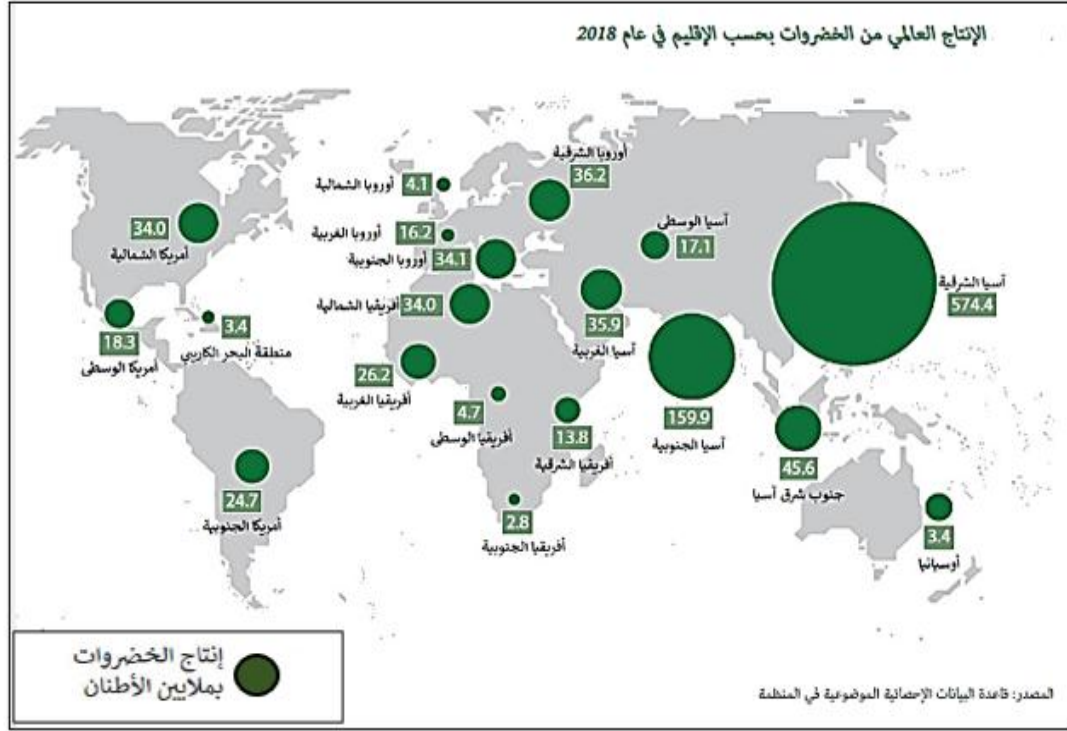 الإنتاج العالمي من الخضروات بحسب الإقليم في عام 2018
أوروبا الشرقية
36.2
4.1 أوروبا الشمالية
16.2 أوروبا الغربية
34.1 أوروبا الجنوبية
آسيا الوسطى
17.1
34.0
أمريكا الشمالية
آسيا الشرقية
574.4
34.0 أفريقيا الشمالية
35.9
آسيا الغربية
18.3
أمريكا الوسطى
3.4
منطقة البحر الكاريبي
26.2
أفريقيا الغربية
4.7
أفريقيا الوسطى
13.8
أفريقيا الشرقية
159.9
آسيا الجنوبية
45.6
جنوب شرق آسيا
24.7
أمريكا الجنوبية
2.8
أفريقيا الجنوبية
3.4
أوسيانيا
إنتاج الخضروات
بملايين الأطنان
المصدر: قاعدة البيانات الإحصائية الموضوعية في المنظمة